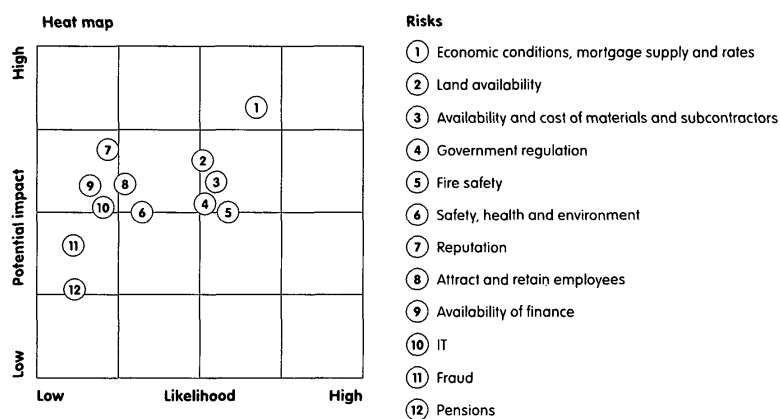 Heat map
High
Potential impact
Low
1
7
2
9
8
3
10
6
4
5
11
12
Low
Likelihood
High
Risks
1 Economic conditions, mortgage supply and rates
2 Land availability
3 Availability and cost of materials and subcontractors
4 Government regulation
5 Fire safety
6 Safety, health and environment
7 Reputation
8 Attract and retain employees
9 Availability of finance
10 IT
11 Fraud
12 Pensions